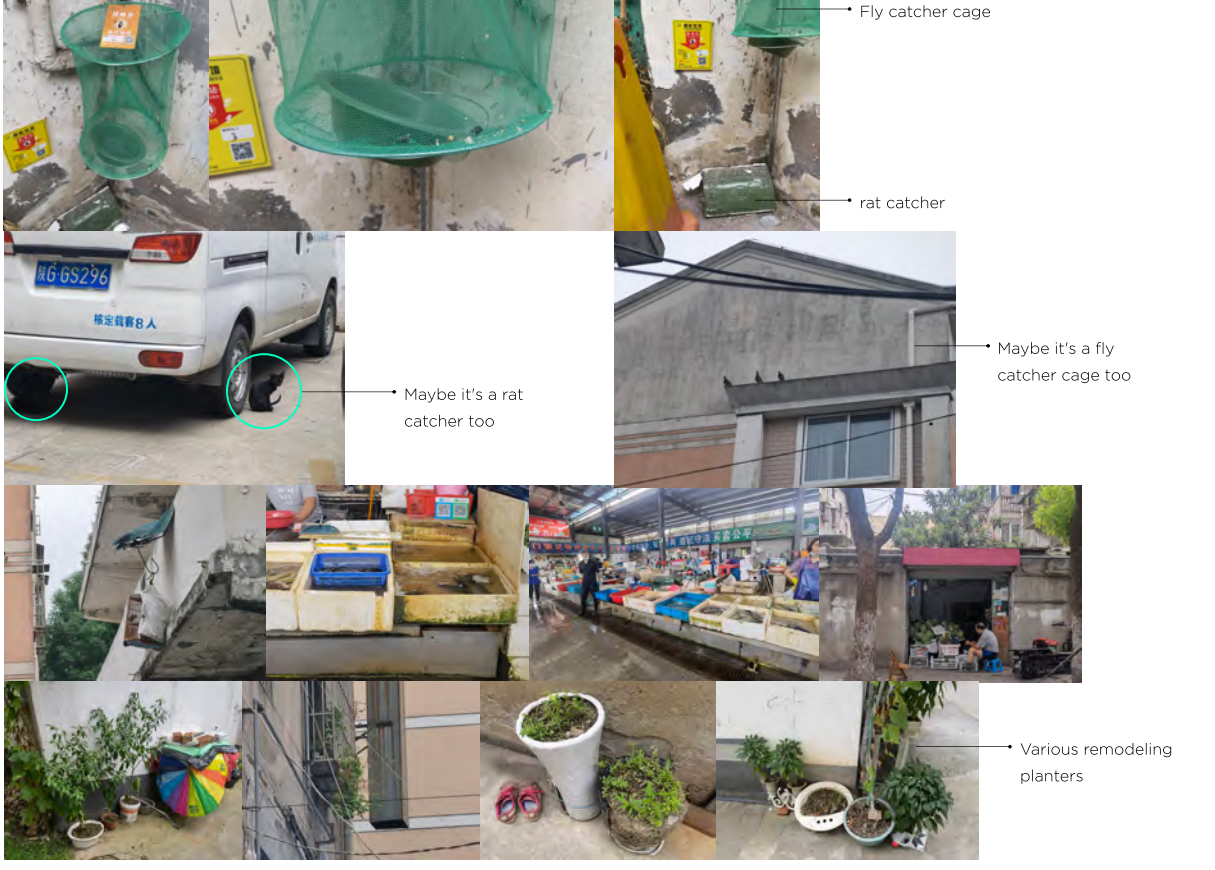 Fly catcher cage
rat catcher
陕G·GS296
核定载客8人
Maybe it's a rat
catcher too
Maybe it's a fly
catcher cage too
Various remodeling
planters